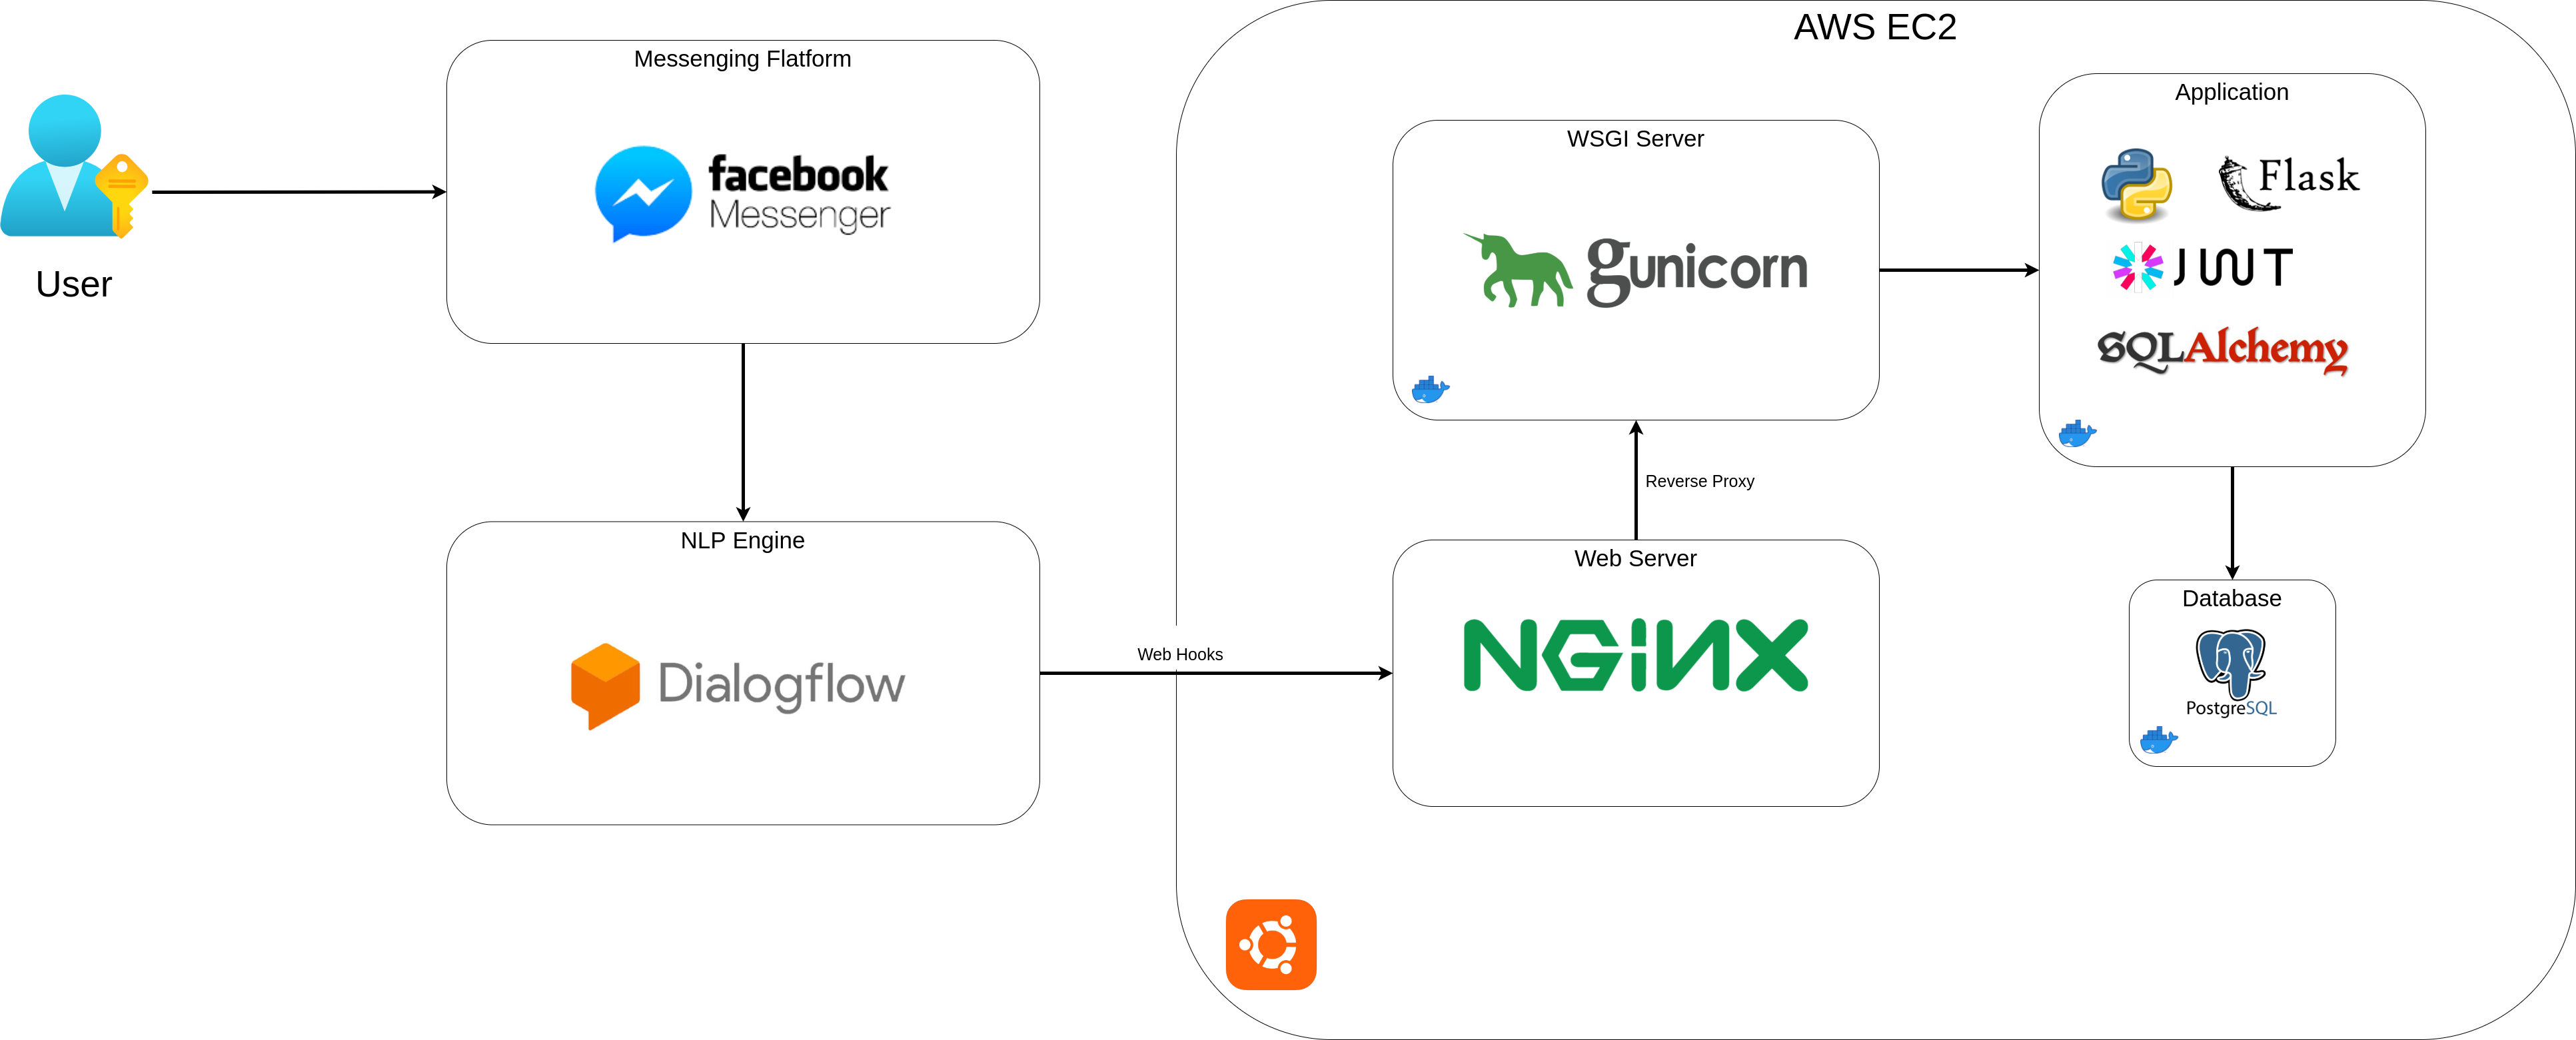 AWS EC2
Messenging Flatform
facebook
Messenger
User
NLP Engine
Dialogflow
Web Hooks
WSGI Server
gunicorn
Reverse Proxy
Web Server
NGiNX
Application
Flask
JWT
SQLAlchemy
Database
PostgreSQL